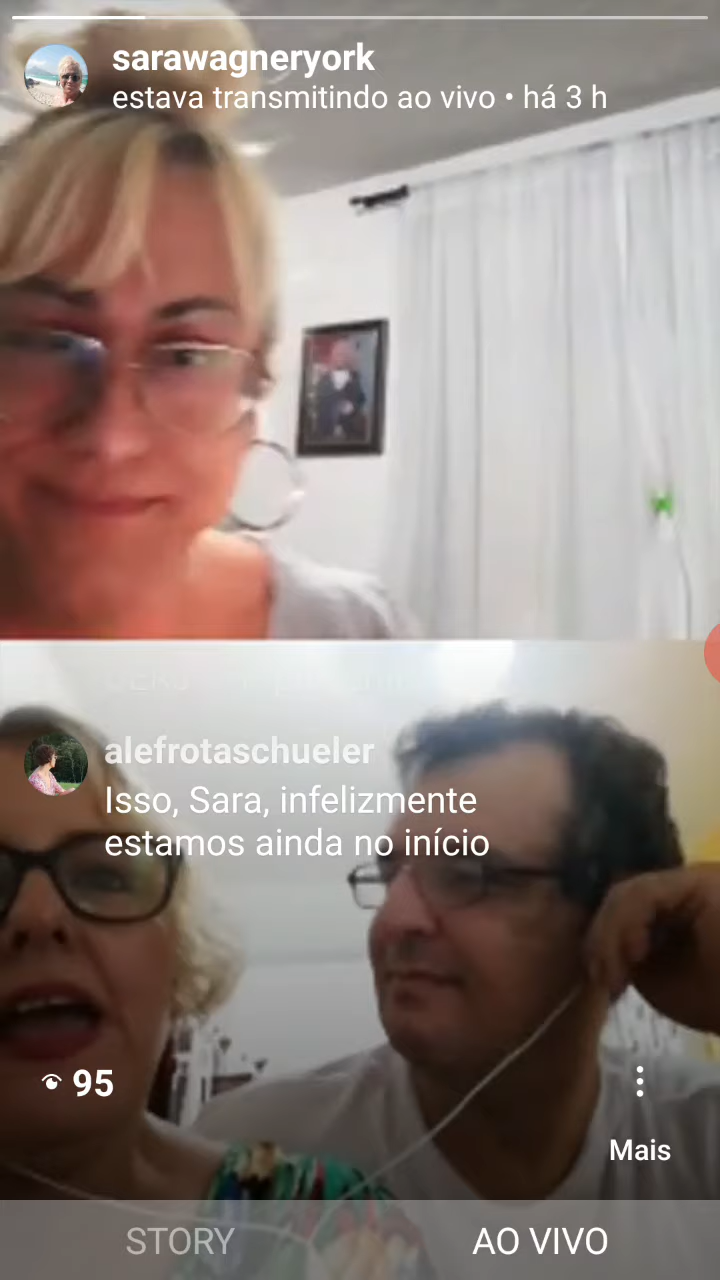 sarawagneryork
estava transmitindo ao vivo • há 3 h
alefrotaschueler
Isso, Sara, infelizmente
estamos ainda no início
95
Mais
STORY
AO VIVO